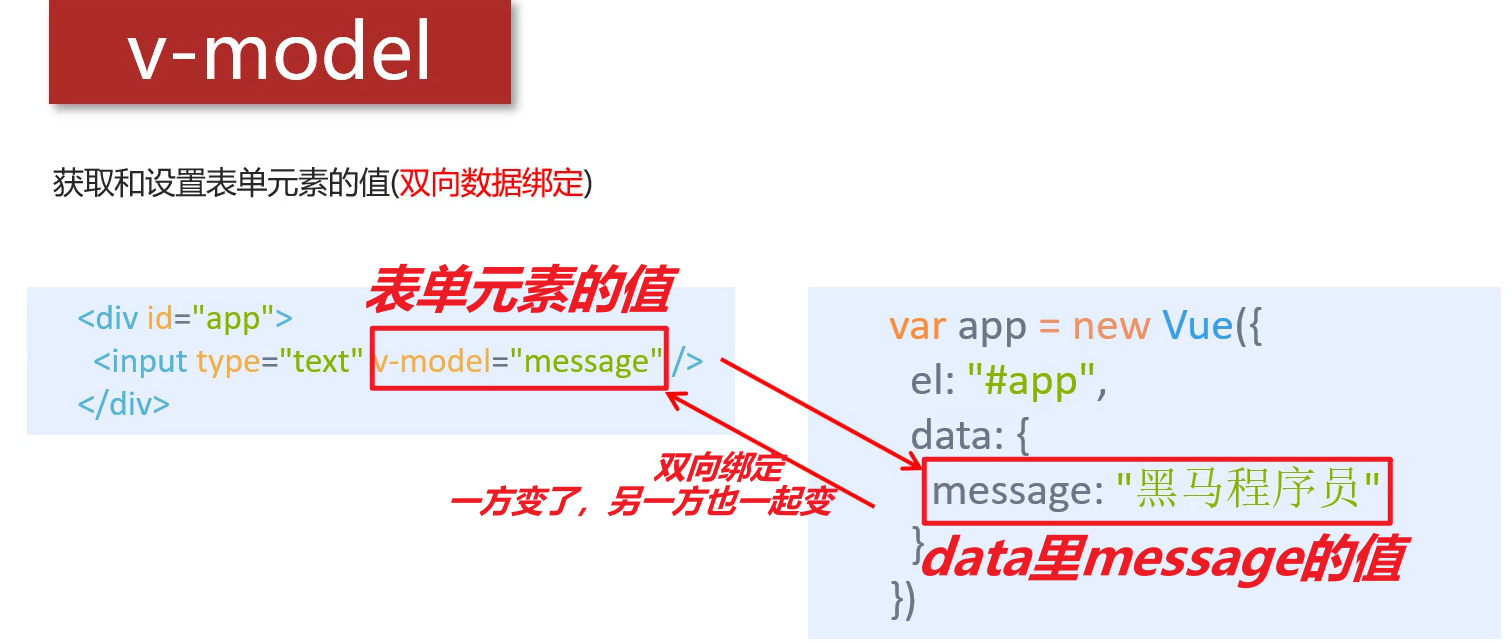 v-model
获取和设置表单元素的值(双向数据绑定)
表单元素的值
<div id="app">
<input type="text" v-model="message" />
</div>
双向绑定
一方变了，另一方也一起变
var app = new Vue({
el: "#app",
data: {
message: "黑马程序员"
}
data里message的值
})